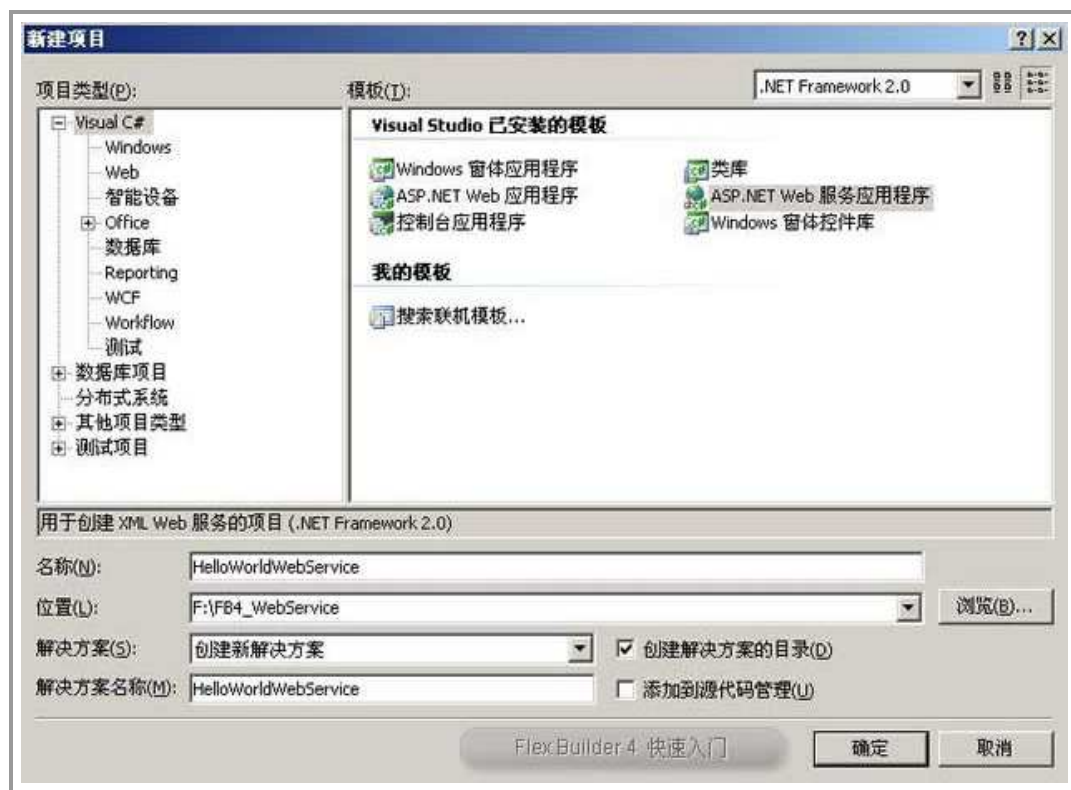 新建项目
项目类型(P):
模板(T):
.NET Framework 2.0
Visual C#
Windows
Web
智能设备
Office
数据库
Reporting
WCF
Workflow
测试
数据库项目
分布式系统
其他项目类型
测试项目
Visual Studio 已安装的模板
Windows 窗体应用程序
类库
ASP.NET Web 应用程序
ASP.NET Web 服务应用程序
控制台应用程序
Windows 窗体控件库
我的模板
搜索联机模板...
用于创建 XML Web 服务的项目 (.NET Framework 2.0)
名称(N):
HelloWorldWebService
位置(L):
F:\FB4_WebService
浏览(B)...
解决方案(S):
创建新解决方案
创建解决方案的目录(D)
解决方案名称(M):
HelloWorldWebService
添加到源代码管理(U)
Flex Builder 4 快速入门
确定
取消